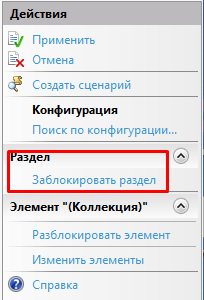 Действия
Применить
Отмена
Создать сценарий
Конфигурация
Поиск по конфигурации...
Раздел
Заблокировать раздел
Элемент "(Коллекция)"
Разблокировать элемент
Изменить элементы
Справка